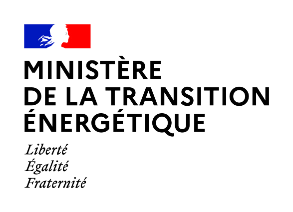 MINISTÈRE
DE LA TRANSITION
ÉNERGÉTIQUE
Liberté
Égalité
Fraternité